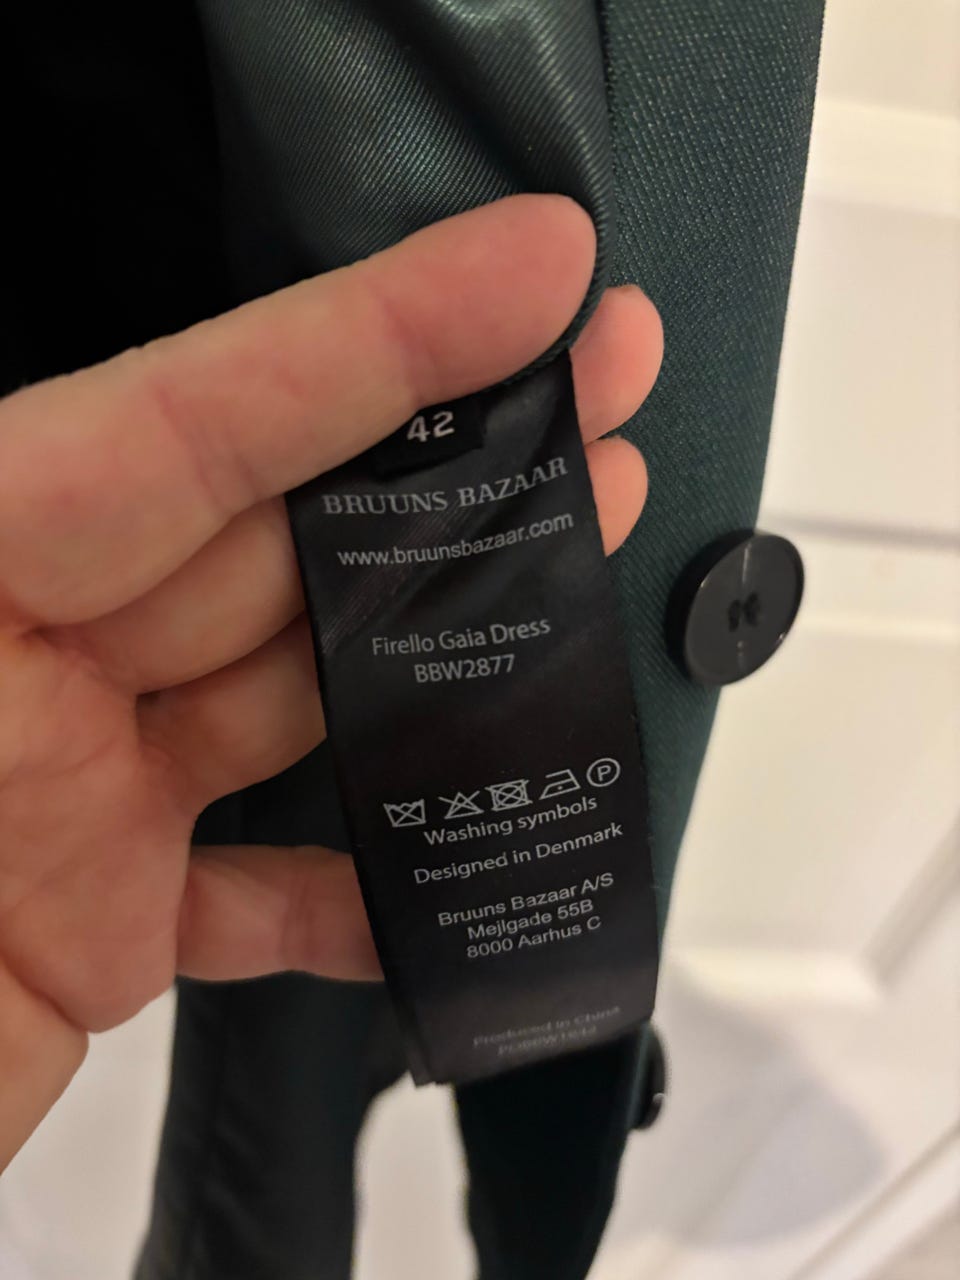 42
BRUUNS BAZAAR
www.bruunsbazaar.com
Firello Gaia Dress
BBW2877
P
Washing symbols
Designed in Denmark
Bruuns Bazaar A/S
Mejlgade 55B
8000 Aarhus C
Produced in China